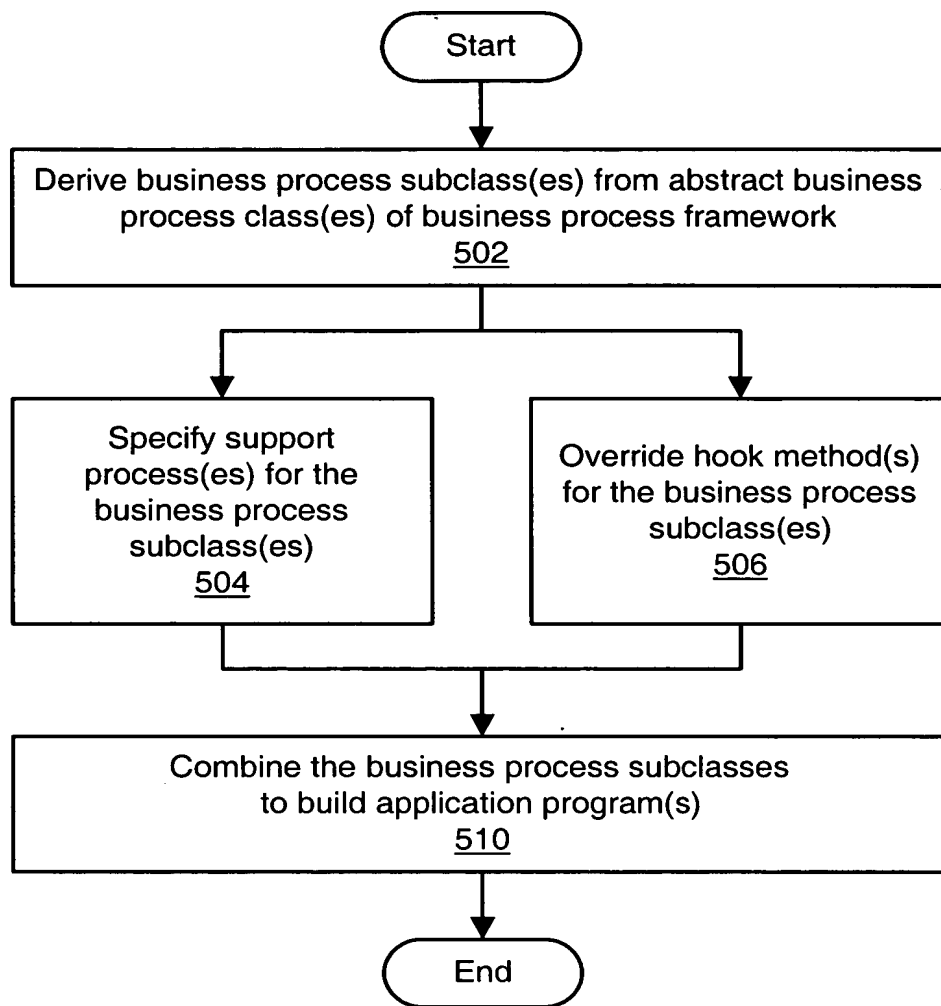 Start
Derive business process subclass(es) from abstract business
process class(es) of business process framework
502
Specify support
process(es) for the
business process
subclass(es)
504
Override hook method(s)
for the business process
subclass(es)
506
Combine the business process subclasses
to build application program(s)
510
End